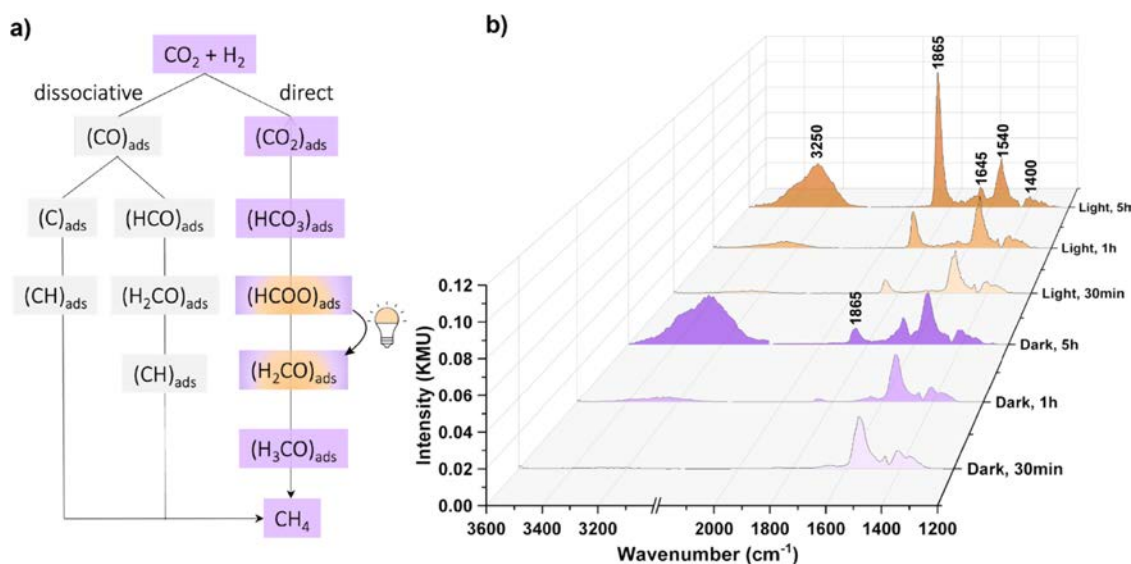 a)
CO₂ + H₂
dissociative direct
(CO)ads (CO₂)ads
(C)ads (HCO)ads (HCO₃)ads
(CH)ads (H₂CO)ads (HCOO)ads
(CH)ads (H₂CO)ads
(H₃CO)ads
CH₄
b)
1865
3250
1645
1540
1400
Light, 5h
Light, 1h
Light, 30min
1865
Dark, 5h
Dark, 1h
Dark, 30min
Intensity (KMU)
0.12
0.10
0.08
0.06
0.04
0.02
0.00
3600 3400 3200 2000 1800 1600 1400 1200
Wavenumber (cm⁻¹)